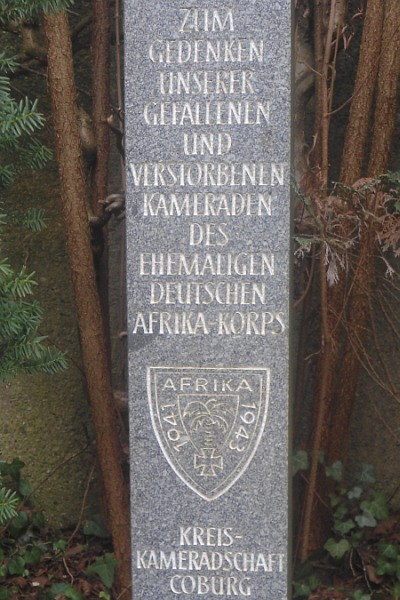 ZUM
GEDENKEN
UNSERER
GEFALLENEN
UND
VERSTORBENEN
KAMERADEN
DES
EHEMALIGEN
DEUTSCHEN
AFRIKA-KORPS
AFRIKA
1941 1943
KREIS-
KAMERADSCHAFT
COBURG